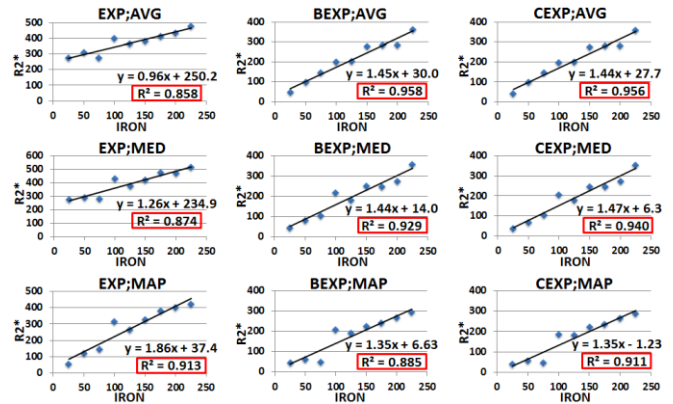 EXP;AVG
500
400
300
200
100
0
R2*
y = 0.96x + 250.2
R² = 0.858
0 50 100 150 200 250
IRON
BEXP;AVG
400
300
200
100
0
R2*
y = 1.45x + 30.0
R² = 0.958
0 50 100 150 200 250
IRON
CEXP;AVG
400
300
200
100
0
R2*
y = 1.44x + 27.7
R² = 0.956
0 50 100 150 200 250
IRON
EXP;MED
600
500
400
300
200
100
0
R2*
y = 1.26x + 234.9
R² = 0.874
0 50 100 150 200 250
IRON
BEXP;MED
400
300
200
100
0
R2*
y = 1.44x + 14.0
R² = 0.929
0 50 100 150 200 250
IRON
CEXP;MED
400
300
200
100
0
R2*
y = 1.47x + 6.3
R² = 0.940
0 50 100 150 200 250
IRON
EXP;MAP
500
400
300
200
100
0
R2*
y = 1.86x + 37.4
R² = 0.913
0 50 100 150 200 250
IRON
BEXP;MAP
400
300
200
100
0
R2*
y = 1.35x + 6.63
R² = 0.885
0 50 100 150 200 250
IRON
CEXP;MAP
400
300
200
100
0
R2*
y = 1.35x - 1.23
R² = 0.911
0 50 100 150 200 250
IRON